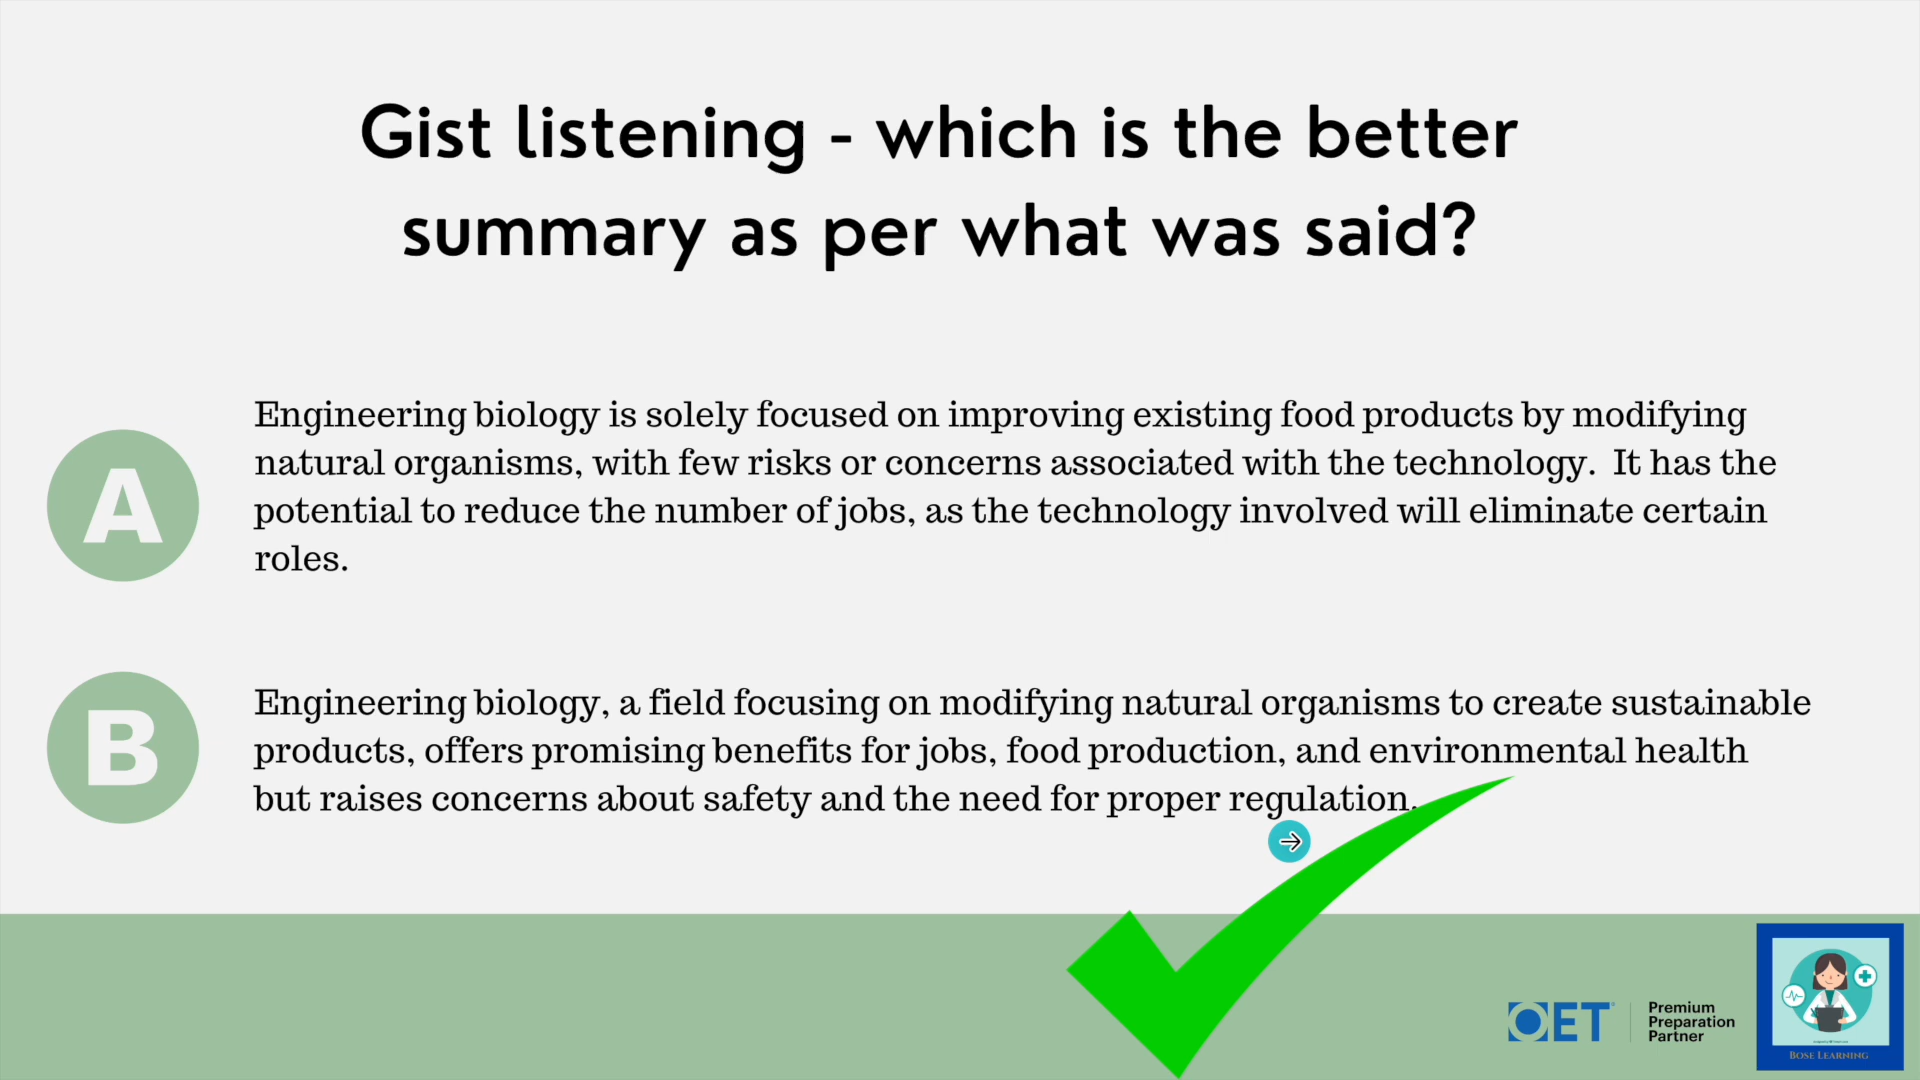 Gist listening - which is the better
summary as per what was said?
A
Engineering biology is solely focused on improving existing food products by modifying
natural organisms, with few risks or concerns associated with the technology.  It has the
potential to reduce the number of jobs, as the technology involved will eliminate certain
roles.
B
Engineering biology, a field focusing on modifying natural organisms to create sustainable
products, offers promising benefits for jobs, food production, and environmental health
but raises concerns about safety and the need for proper regulation.
OET
Premium
Preparation
Partner
BOSE LEARNING